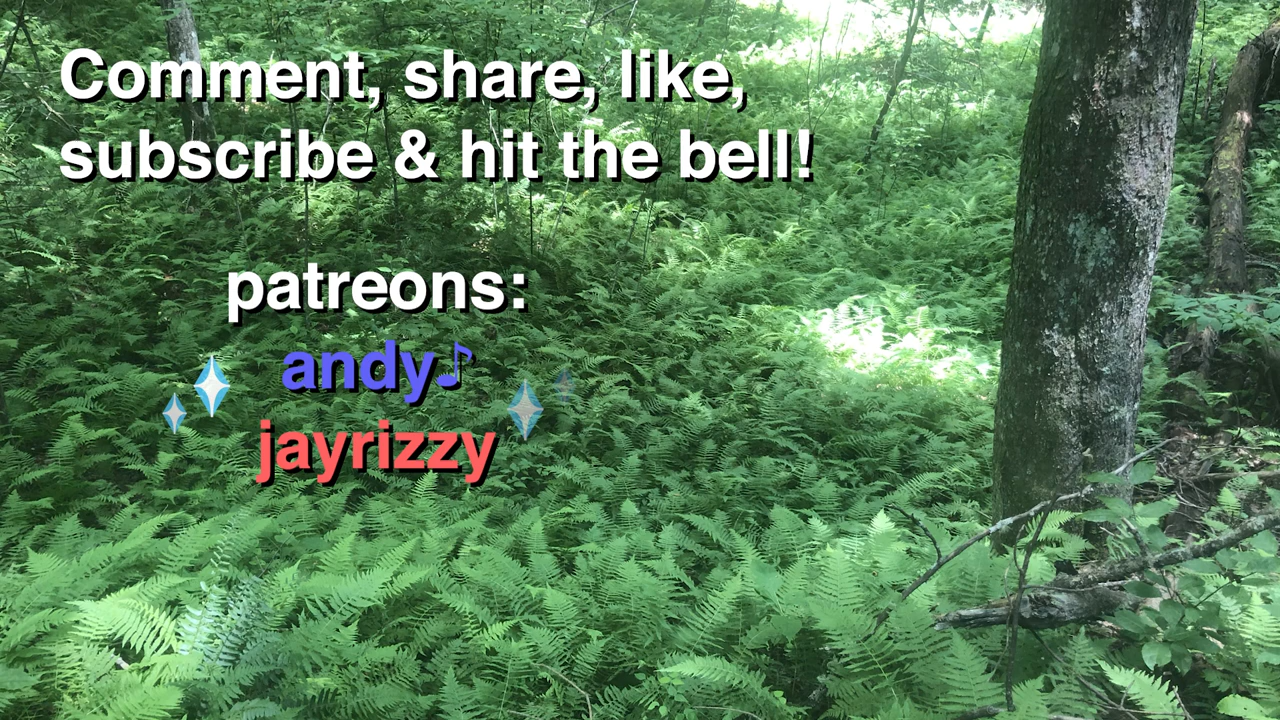 Comment, share, like,
subscribe & hit the bell!
patreons:
andy♪
jayrizzy